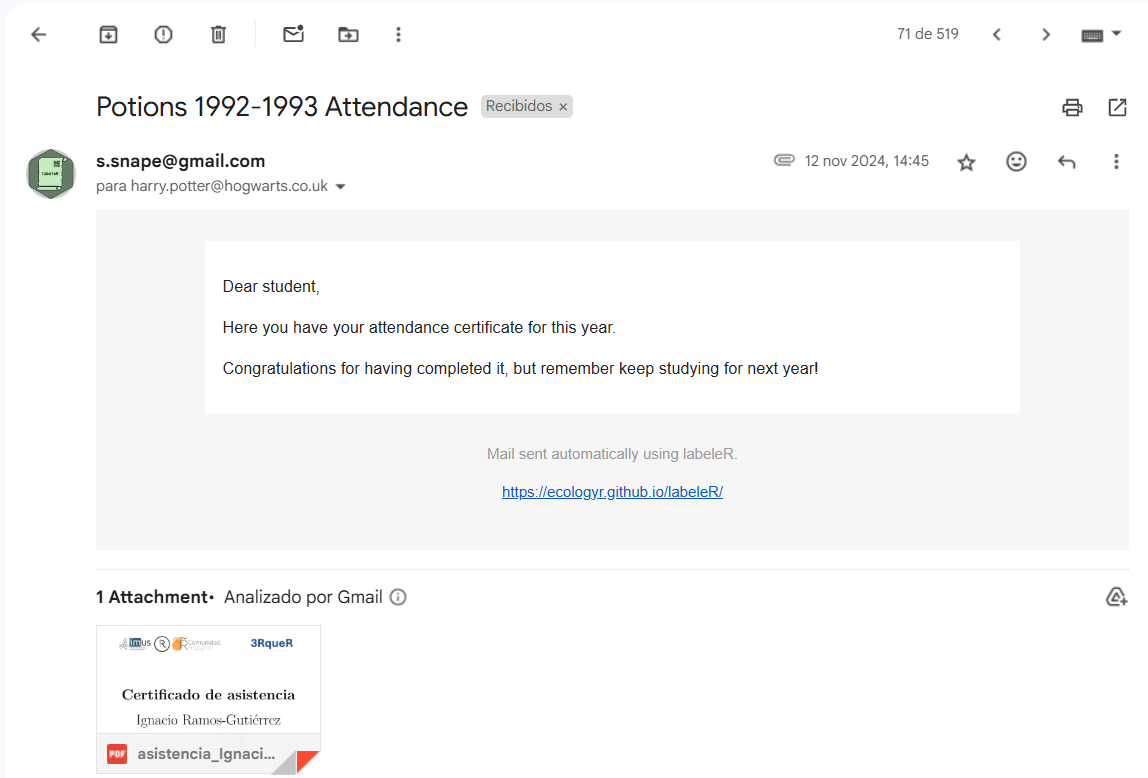 71 de 519
Potions 1992-1993 Attendance Recibidos ×
s.snape@gmail.com 12 nov 2024, 14:45
para harry.potter@hogwarts.co.uk
labeleR
Dear student,
Here you have your attendance certificate for this year.
Congratulations for having completed it, but remember keep studying for next year!
Mail sent automatically using labeleR.
https://ecologyr.github.io/labeleR/
1 Attachment• Analizado por Gmail
imus R Comunidad 3RqueR
Certificado de asistencia
Ignacio Ramos-Gutiérrez
PDF asistencia_Ignaci...